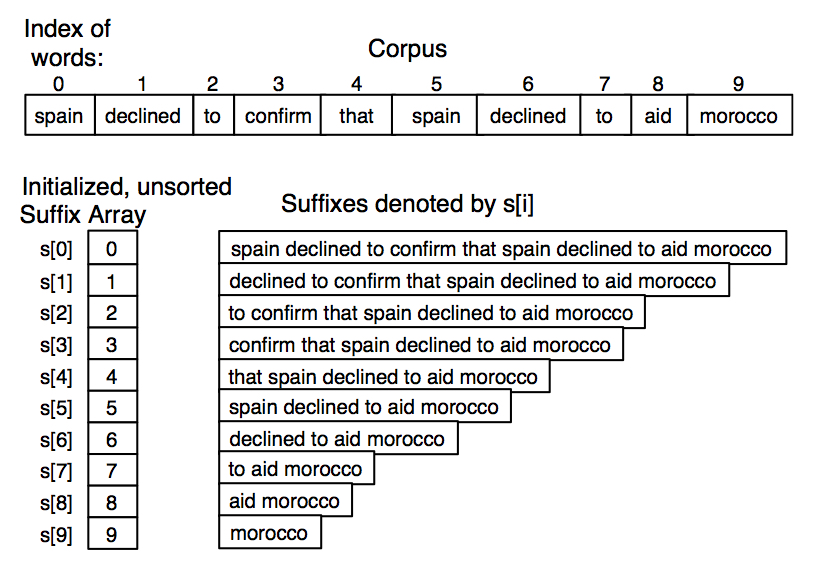 Index of
words:
Corpus
0 1 2 3 4 5 6 7 8 9
spain declined to confirm that spain declined to aid morocco
Initialized, unsorted
Suffix Array
Suffixes denoted by s[i]
s[0] 0 spain declined to confirm that spain declined to aid morocco
s[1] 1 declined to confirm that spain declined to aid morocco
s[2] 2 to confirm that spain declined to aid morocco
s[3] 3 confirm that spain declined to aid morocco
s[4] 4 that spain declined to aid morocco
s[5] 5 spain declined to aid morocco
s[6] 6 declined to aid morocco
s[7] 7 to aid morocco
s[8] 8 aid morocco
s[9] 9 morocco